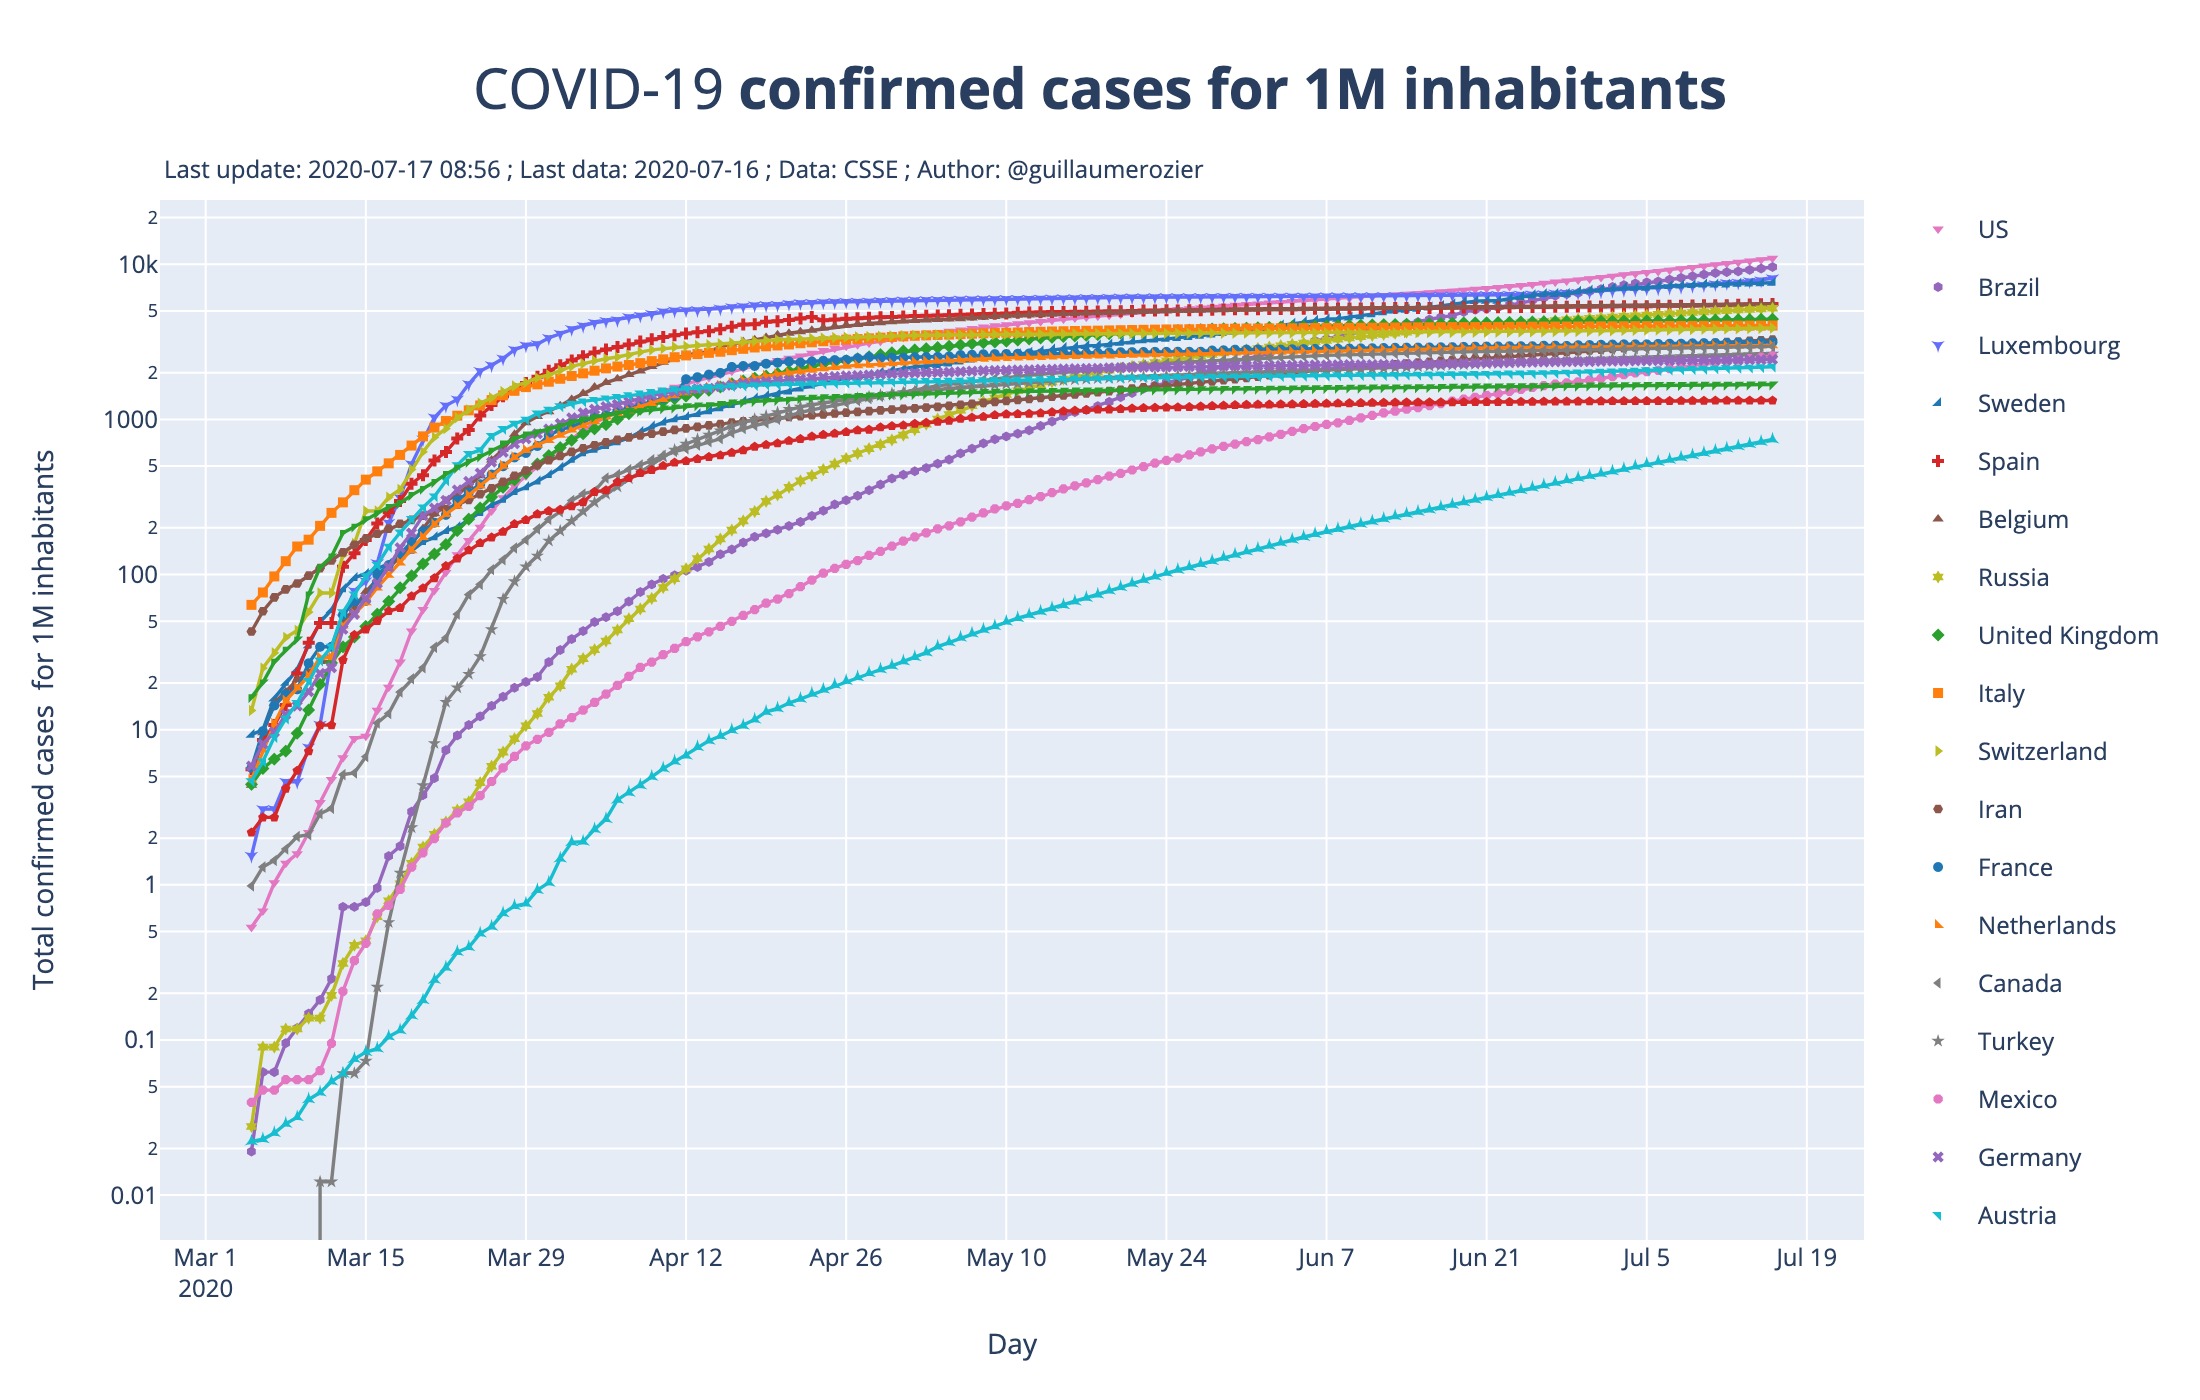 COVID-19 confirmed cases for 1M inhabitants
Last update: 2020-07-17 08:56 ; Last data: 2020-07-16 ; Data: CSSE ; Author: @guillaumerozier
2
10k
5
2
1000
5
2
100
5
2
10
5
2
1
5
2
0.1
5
2
0.01
Total confirmed cases for 1M inhabitants
Mar 1
2020
Mar 15
Mar 29
Apr 12
Apr 26
May 10
May 24
Jun 7
Jun 21
Jul 5
Jul 19
Day
US
Brazil
Luxembourg
Sweden
Spain
Belgium
Russia
United Kingdom
Italy
Switzerland
Iran
France
Netherlands
Canada
Turkey
Mexico
Germany
Austria